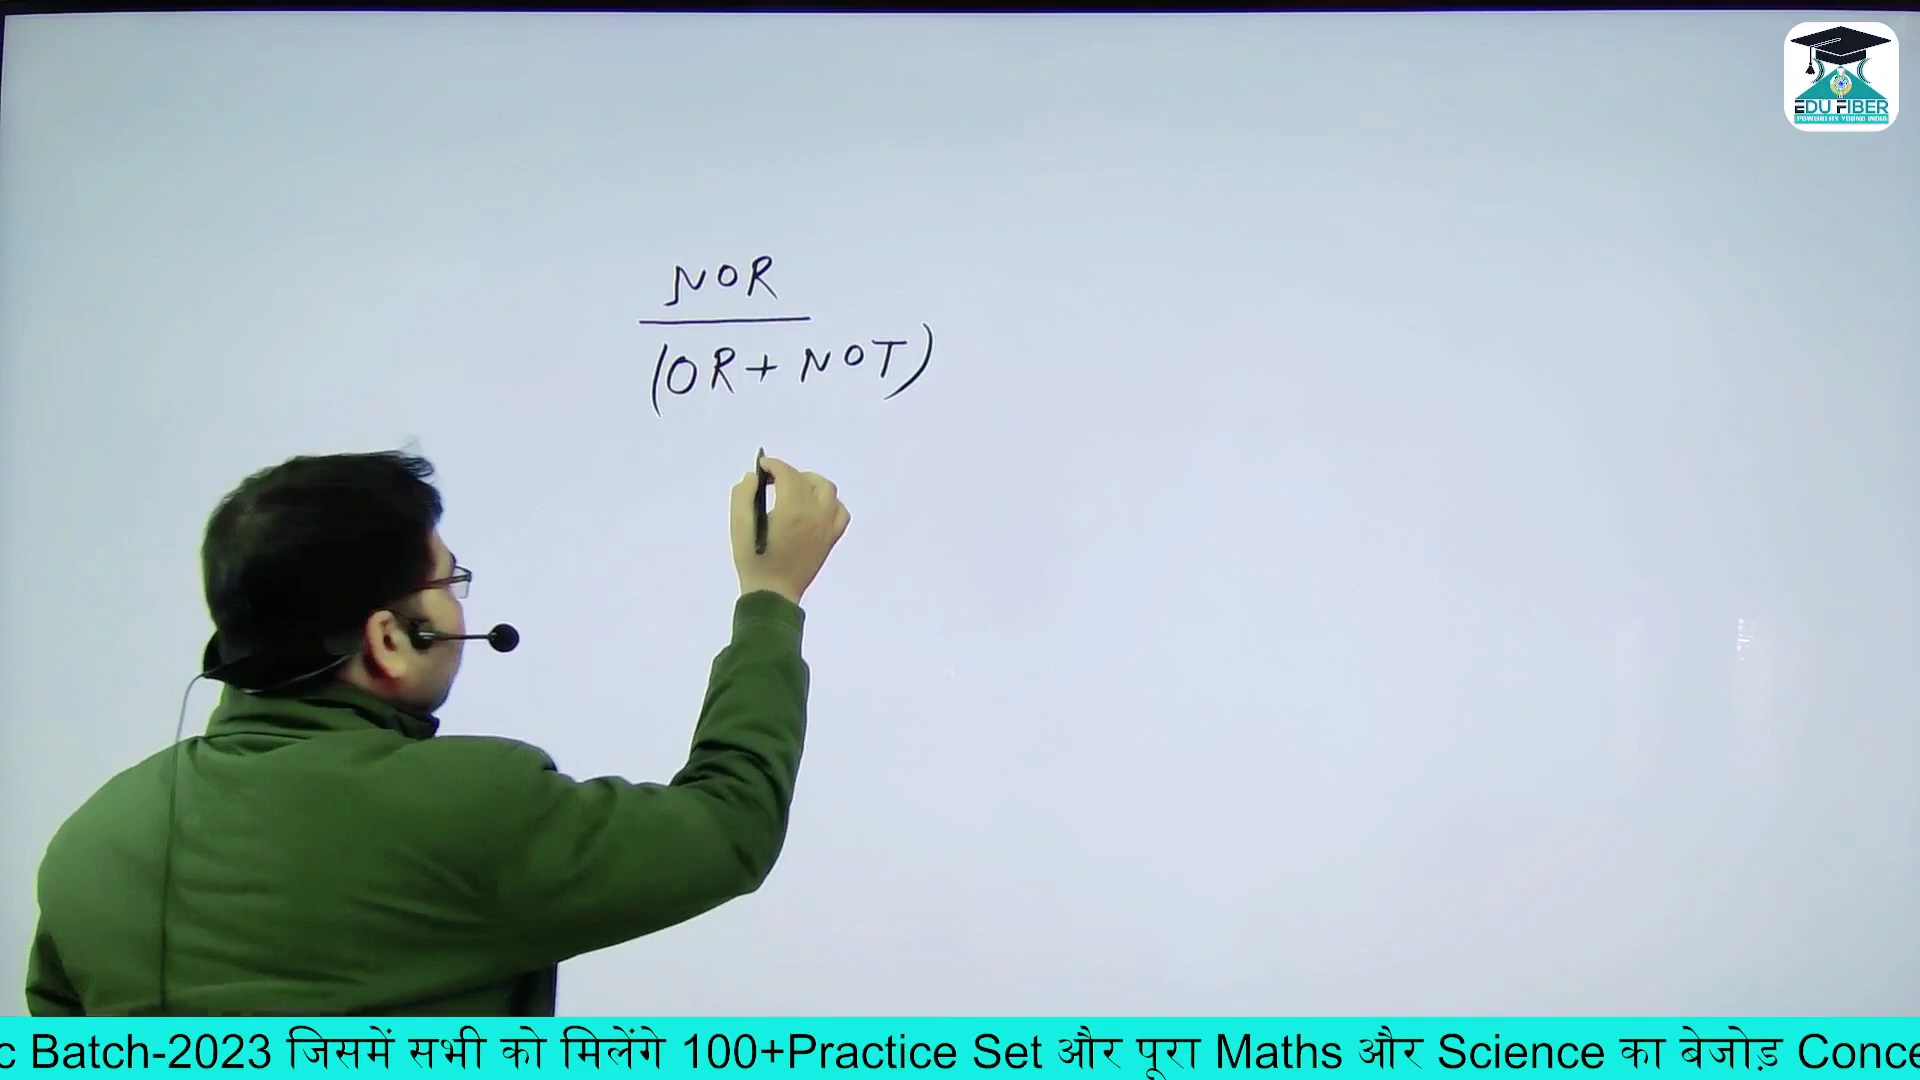 EDU FIBER
POWERD BY YOUNG INDIA
NOR
(OR + NOT)
c Batch-2023 जिसमें सभी को मिलेंगे 100+Practice Set और पूरा Maths और Science का बेजोड़ Conce